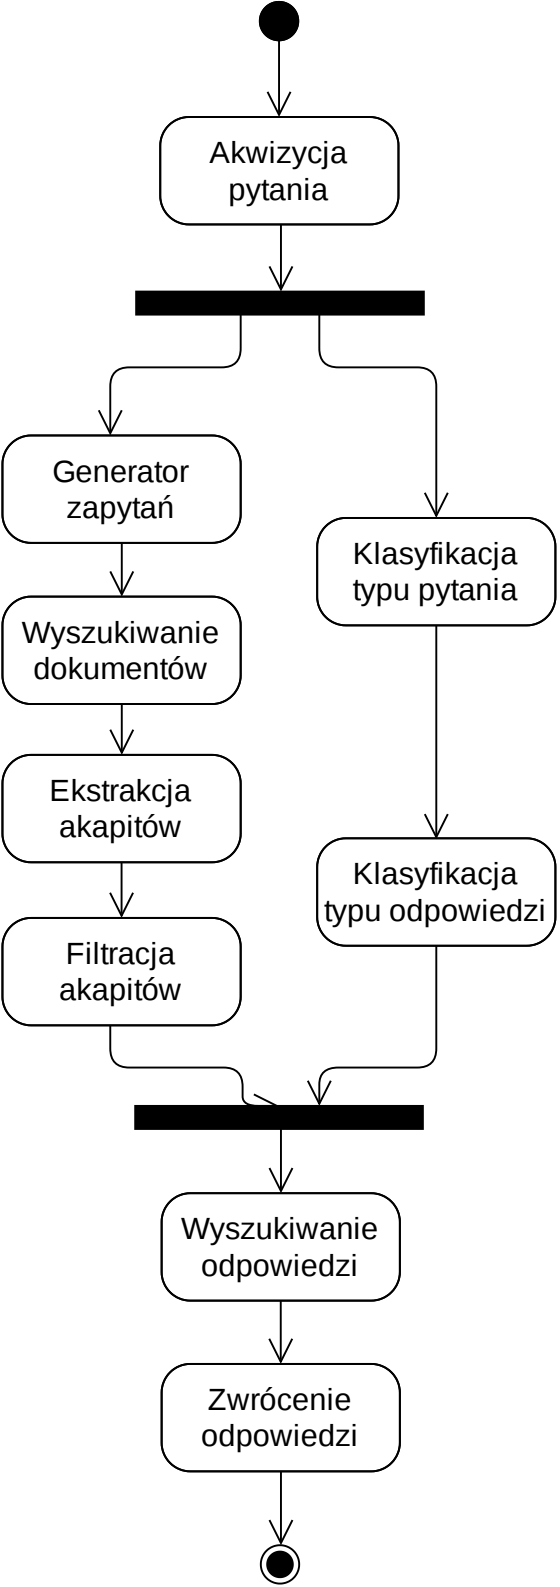 Akwizycja
pytania
Generator
zapytań
Wyszukiwanie
dokumentów
Ekstrakcja
akapitów
Filtracja
akapitów
Klasyfikacja
typu pytania
Klasyfikacja
typu odpowiedzi
Wyszukiwanie
odpowiedzi
Zwrócenie
odpowiedzi